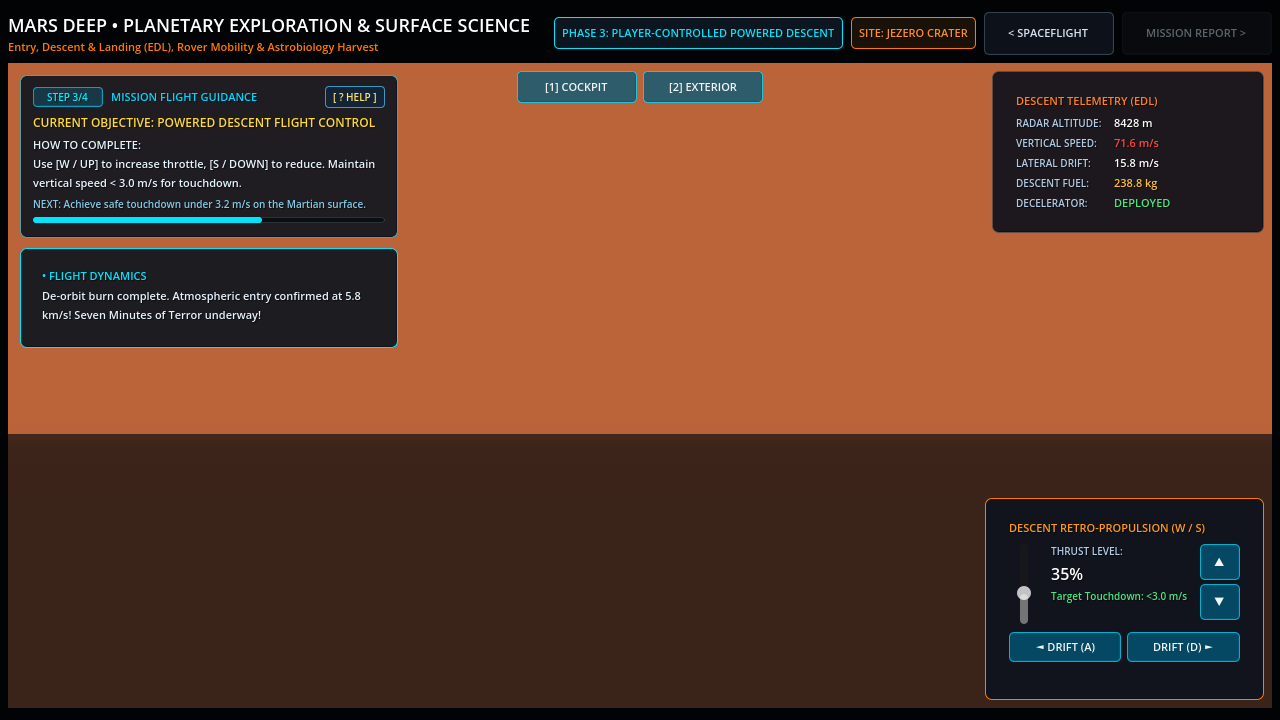 MARS DEEP • PLANETARY EXPLORATION & SURFACE SCIENCE
Entry, Descent & Landing (EDL), Rover Mobility & Astrobiology Harvest
PHASE 3: PLAYER-CONTROLLED POWERED DESCENT
SITE: JEZERO CRATER
< SPACEFLIGHT
MISSION REPORT >
STEP 3/4
MISSION FLIGHT GUIDANCE
[ ? HELP ]
CURRENT OBJECTIVE: POWERED DESCENT FLIGHT CONTROL
HOW TO COMPLETE:
Use [W / UP] to increase throttle, [S / DOWN] to reduce. Maintain
vertical speed < 3.0 m/s for touchdown.
NEXT: Achieve safe touchdown under 3.2 m/s on the Martian surface.
• FLIGHT DYNAMICS
De-orbit burn complete. Atmospheric entry confirmed at 5.8
km/s! Seven Minutes of Terror underway!
[1] COCKPIT
[2] EXTERIOR
DESCENT TELEMETRY (EDL)
RADAR ALTITUDE: 8428 m
VERTICAL SPEED: 71.6 m/s
LATERAL DRIFT: 15.8 m/s
DESCENT FUEL: 238.8 kg
DECELERATOR: DEPLOYED
DESCENT RETRO-PROPULSION (W / S)
THRUST LEVEL:
35%
Target Touchdown: <3.0 m/s
▲
▼
◄ DRIFT (A)
DRIFT (D) ►